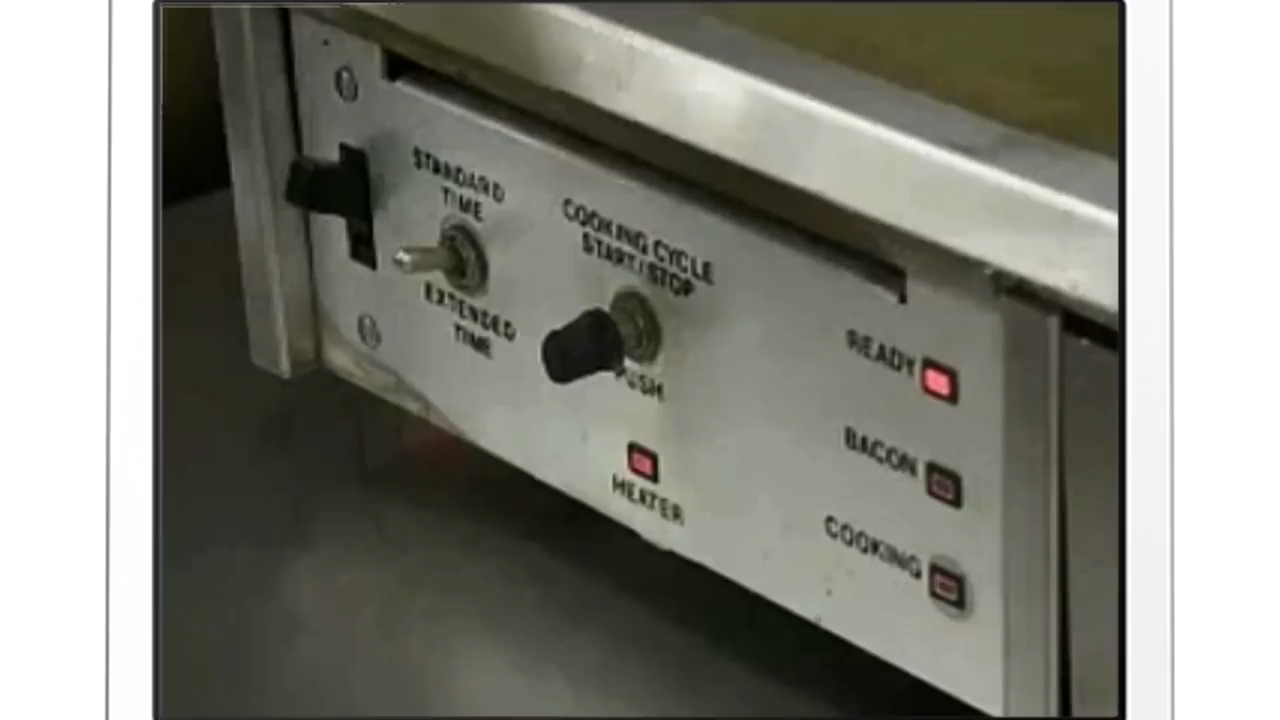 STANDARD
TIME
EXTENDED
TIME
COOKING CYCLE
START/STOP
PUSH
HEATER
READY
BACON
COOKING